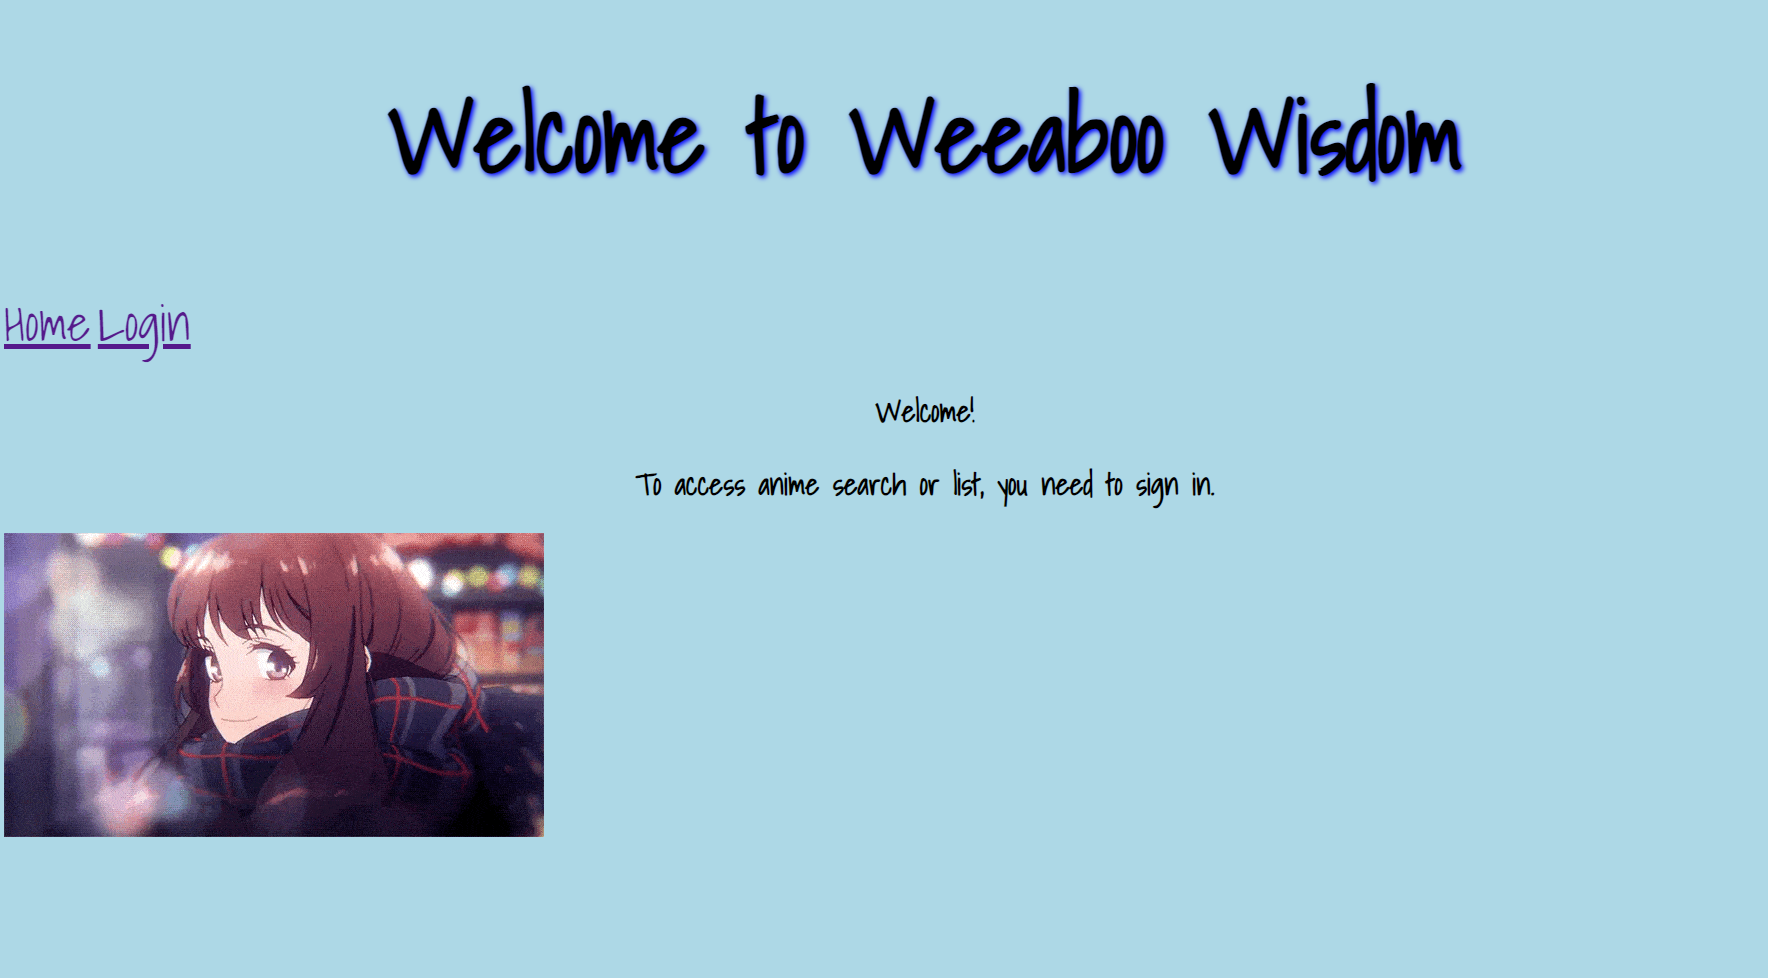 Welcome to Weeaboo Wisdom
Home Login
Welcome!
To access anime search or list, you need to sign in.